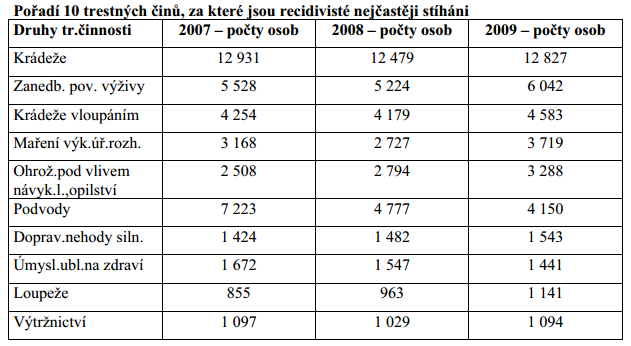 Pořadí 10 trestných činů, za které jsou recidivisté nejčastěji stíháni
Druhy tr.činnosti 2007 – počty osob 2008 – počty osob 2009 – počty osob
Krádeže 12 931 12 479 12 827
Zanedb. pov. výživy 5 528 5 224 6 042
Krádeže vloupáním 4 254 4 179 4 583
Maření výk.úř.rozh. 3 168 2 727 3 719
Ohrož.pod vlivem 2 508 2 794 3 288
návyk.l.,opilství
Podvody 7 223 4 777 4 150
Doprav.nehody siln. 1 424 1 482 1 543
Úmysl.ubl.na zdraví 1 672 1 547 1 441
Loupeže 855 963 1 141
Výtržnictví 1 097 1 029 1 094